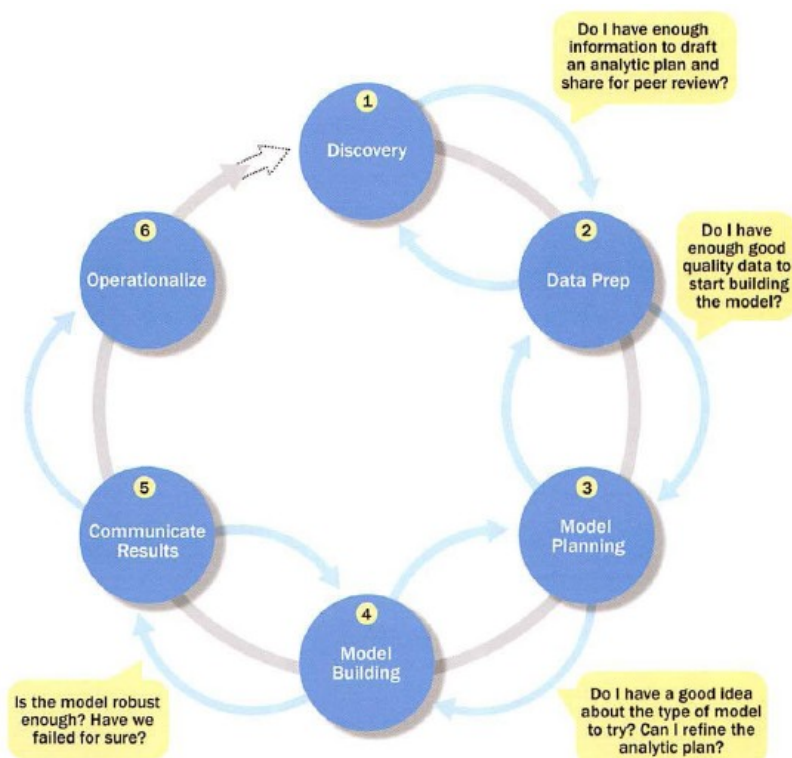 Do I have enough
information to draft
an analytic plan and
share for peer review?
1
Discovery
2
Data Prep
Do I have
enough good
quality data to
start building
the model?
6
Operationalize
3
Model
Planning
5
Communicate
Results
4
Model
Building
Is the model robust
enough? Have we
failed for sure?
Do I have a good idea
about the type of model
to try? Can I refine the
analytic plan?